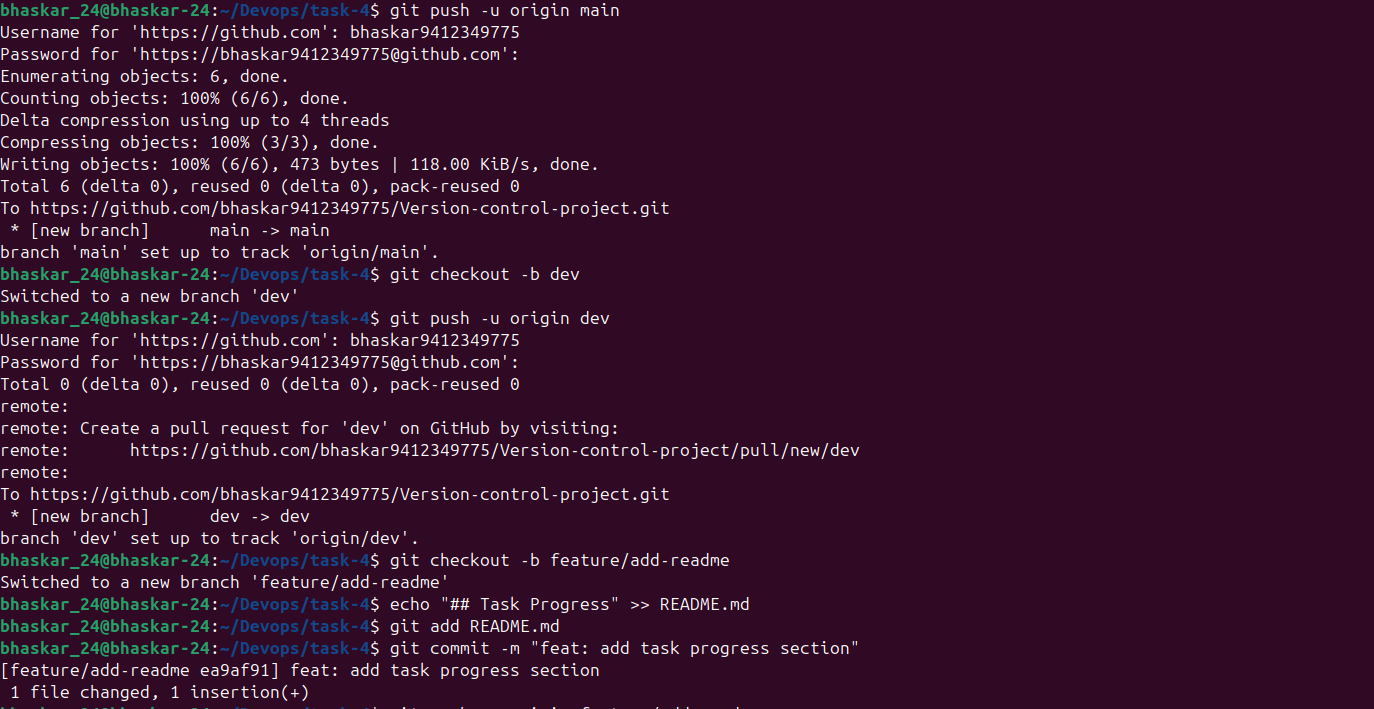 bhaskar_24@bhaskar-24:~/Devops/task-4$ git push -u origin main
Username for 'https://github.com': bhaskar9412349775
Password for 'https://bhaskar9412349775@github.com':
Enumerating objects: 6, done.
Counting objects: 100% (6/6), done.
Delta compression using up to 4 threads
Compressing objects: 100% (3/3), done.
Writing objects: 100% (6/6), 473 bytes | 118.00 KiB/s, done.
Total 6 (delta 0), reused 0 (delta 0), pack-reused 0
To https://github.com/bhaskar9412349775/Version-control-project.git
 * [new branch]      main -> main
branch 'main' set up to track 'origin/main'.
bhaskar_24@bhaskar-24:~/Devops/task-4$ git checkout -b dev
Switched to a new branch 'dev'
bhaskar_24@bhaskar-24:~/Devops/task-4$ git push -u origin dev
Username for 'https://github.com': bhaskar9412349775
Password for 'https://bhaskar9412349775@github.com':
Total 0 (delta 0), reused 0 (delta 0), pack-reused 0
remote:
remote: Create a pull request for 'dev' on GitHub by visiting:
remote:      https://github.com/bhaskar9412349775/Version-control-project/pull/new/dev
remote:
To https://github.com/bhaskar9412349775/Version-control-project.git
 * [new branch]      dev -> dev
branch 'dev' set up to track 'origin/dev'.
bhaskar_24@bhaskar-24:~/Devops/task-4$ git checkout -b feature/add-readme
Switched to a new branch 'feature/add-readme'
bhaskar_24@bhaskar-24:~/Devops/task-4$ echo "## Task Progress" >> README.md
bhaskar_24@bhaskar-24:~/Devops/task-4$ git add README.md
bhaskar_24@bhaskar-24:~/Devops/task-4$ git commit -m "feat: add task progress section"
[feature/add-readme ea9af91] feat: add task progress section
 1 file changed, 1 insertion(+)